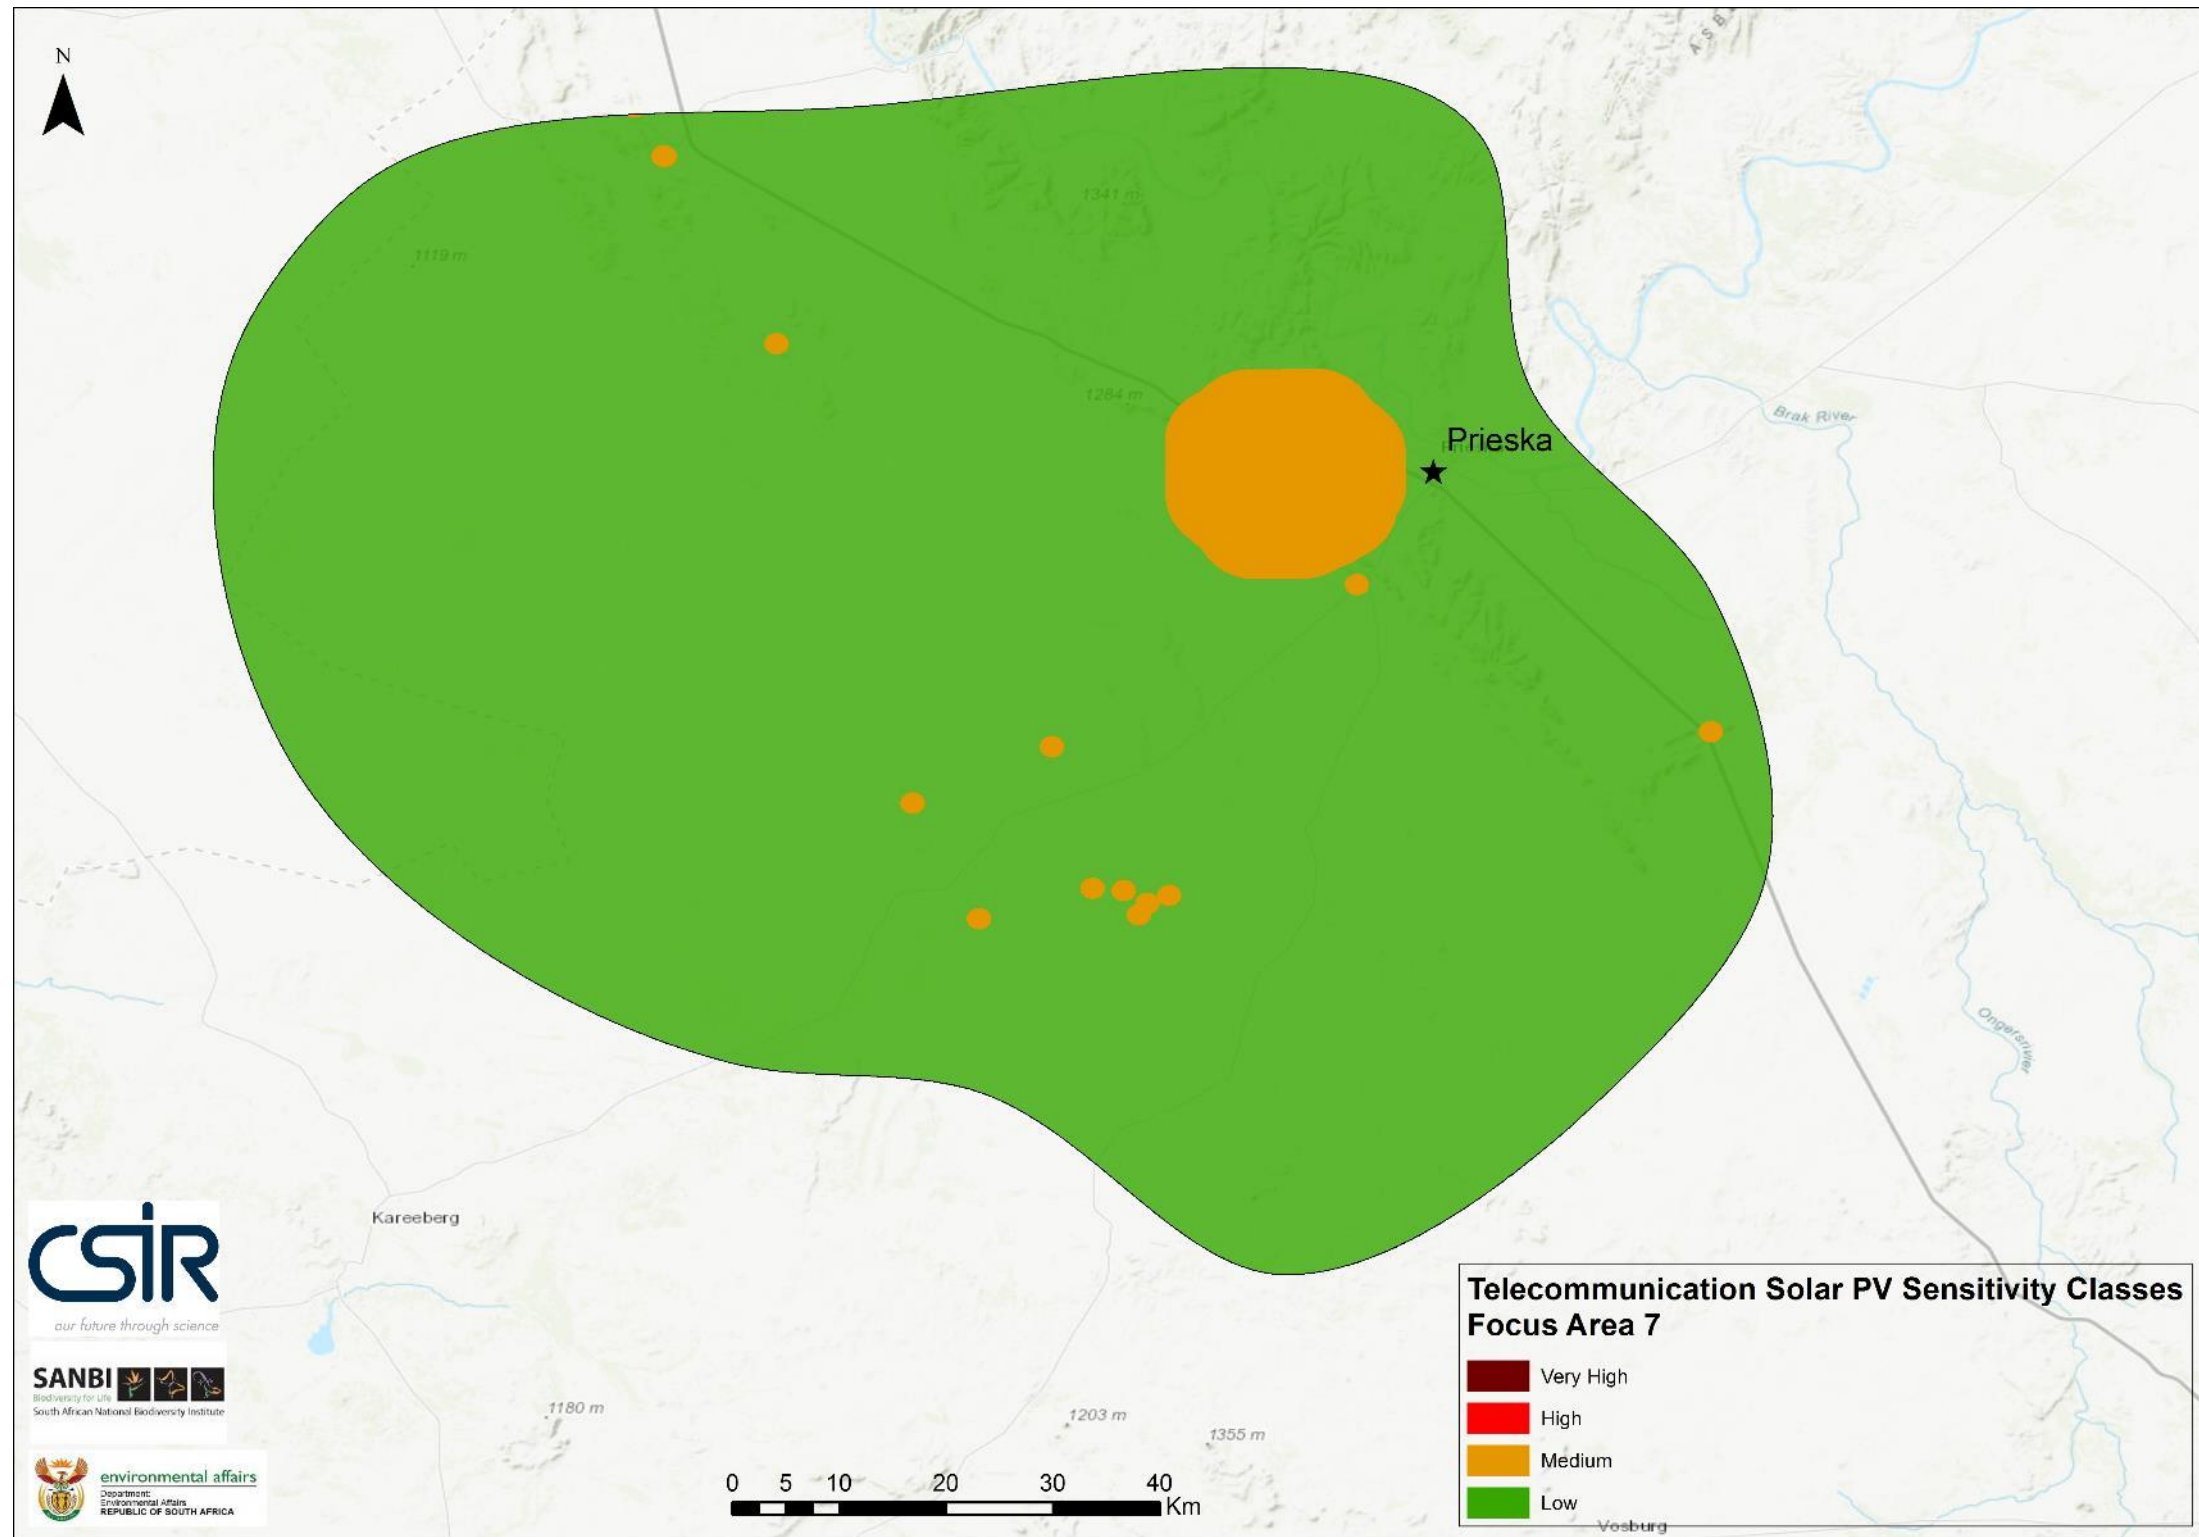 N
A S B
1341 m
1119 m
1284 m
Brak River
Prieska
Ongersrivier
Kareeberg
CSIR
our future through science
SANBI
Biodiversity for Life
South African National Biodiversity Institute
environmental affairs
Department:
Environmental Affairs
REPUBLIC OF SOUTH AFRICA
1180 m
1203 m
1355 m
0 5 10 20 30 40
Km
Telecommunication Solar PV Sensitivity Classes
Focus Area 7
Very High
High
Medium
Low
Vosburg